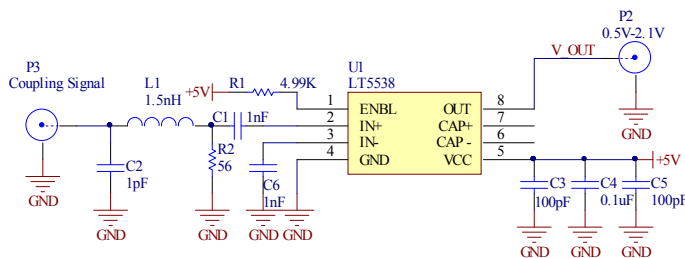 P2
0.5V-2.1V
V_OUT
P3
Coupling Signal
L1
1.5nH
+5V
R1
4.99K
U1
LT5538
C1
1nF
1
ENBL
2
IN+
3
IN-
4
GND
OUT
8
CAP+
7
CAP -
6
VCC
5
+5V
C2
1pF
R2
56
C6
1nF
C3
100pF
C4
0.1uF
C5
100pF
GND
GND
GND
GND
GND
GND
GND
GND
GND
GND